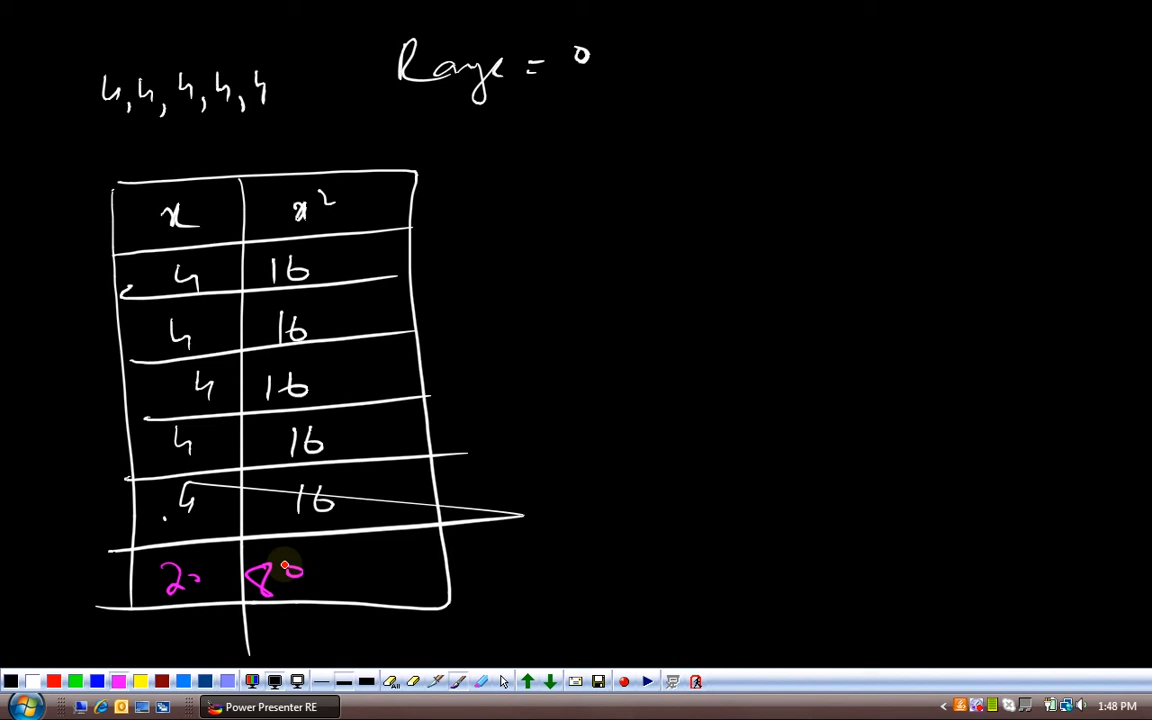 Range = 0
4, 4, 4, 4, 4
x x²
4 16
4 16
4 16
4 16
4 16
20 80
All
Power Presenter RE
1:48 PM